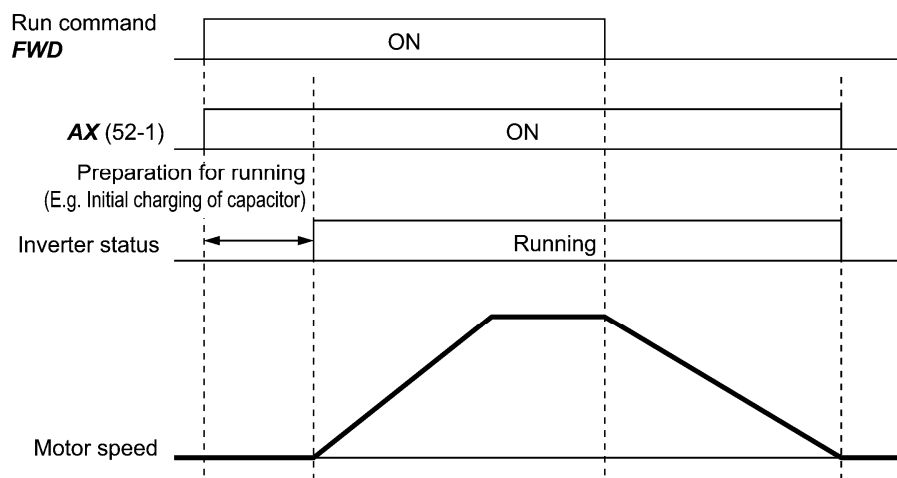 Run command
FWD
ON
AX (52-1)
ON
Preparation for running
(E.g. Initial charging of capacitor)
Inverter status
Running
Motor speed